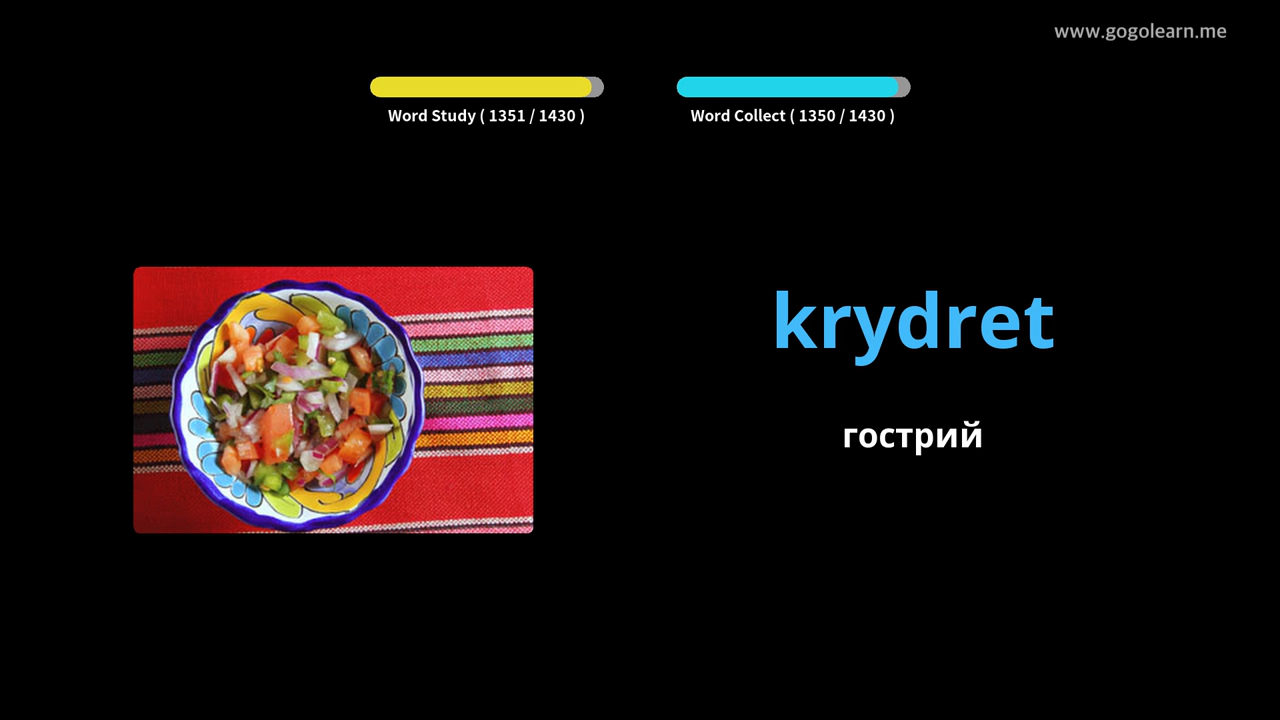 www.gogolearn.me
Word Study ( 1351 / 1430 )
Word Collect ( 1350 / 1430 )
krydret
гострий